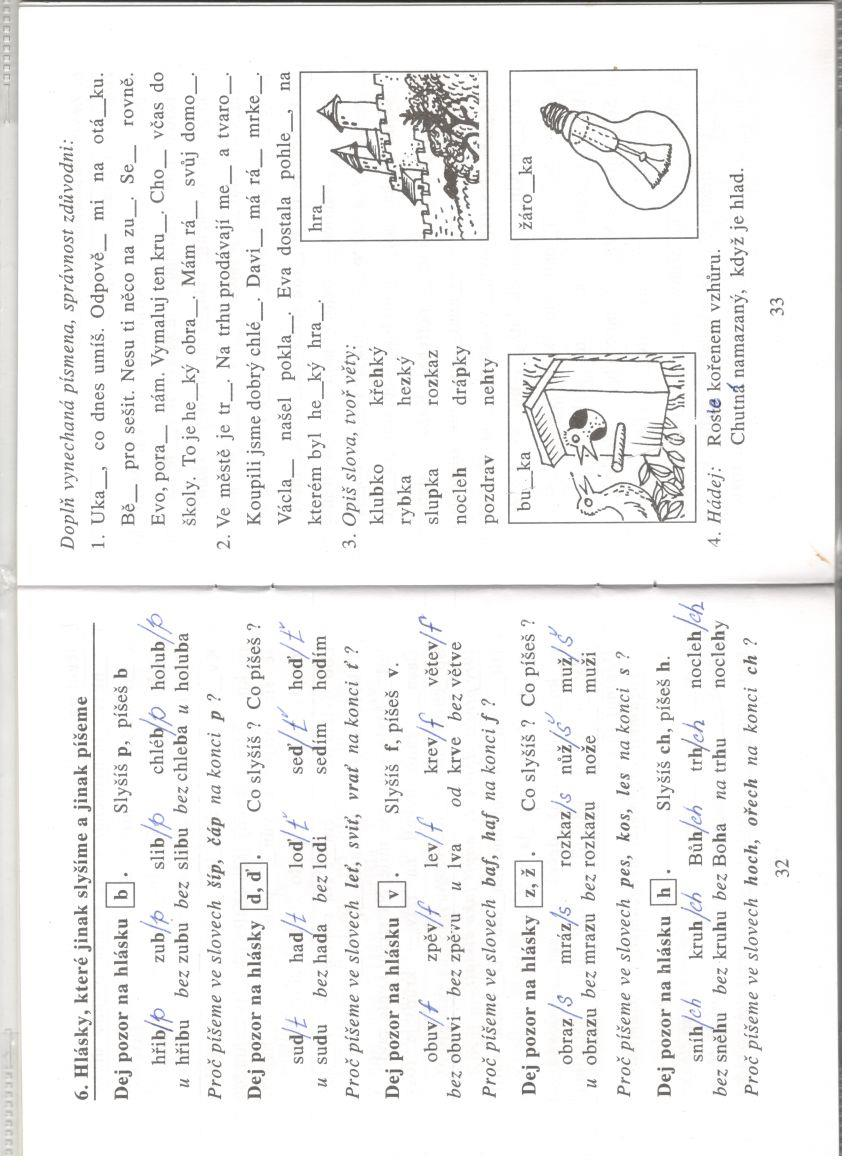 6. Hlásky, které jinak slyšíme a jinak píšeme
Dej pozor na hlásku b . Slyšíš p, píšeš b
hřib/p zub/p slib/p chléb/p holub/p
u hřibu bez zubu bez slibu bez chleba u holuba
Proč píšeme ve slovech šíp, čáp na konci p ?
Dej pozor na hlásky d, ď . Co slyšíš ? Co píšeš ?
sud/t had/t loď/ť seď/ť hoď/ť
u sudu bez hada bez lodi sedím hodím
Proč píšeme ve slovech leť, sviť, vrať na konci ť ?
Dej pozor na hlásku v . Slyšíš f, píšeš v.
obuv/f zpěv/f lev/f krev/f větev/f
bez obuvi bez zpěvu u lva od krve bez větve
Proč píšeme ve slovech baf, haf na konci f ?
Dej pozor na hlásky z, ž . Co slyšíš ? Co píšeš ?
obraz/s mráz/s rozkaz/s nůž/š muž/š
u obrazu bez mrazu bez rozkazu nože muži
Proč píšeme ve slovech pes, kos, les na konci s ?
Dej pozor na hlásku h . Slyšíš ch, píšeš h.
sníh/ch kruh/ch Bůh/ch trh/ch nocleh/ch
bez sněhu bez kruhu bez Boha na trhu noclehy
Proč píšeme ve slovech hoch, ořech na konci ch ?
32
Doplň vynechaná písmena, správnost zdůvodni:
1. Uka__, co dnes umíš. Odpově__ mi na otá__ku.
Bě__ pro sešit. Nesu ti něco na zu__. Se__ rovně.
Evo, pora__ nám. Vymaluj ten kru__. Cho__ včas do
školy. To je he__ký obra__. Mám rá__ svůj domo__.
2. Ve městě je tr__. Na trhu prodávají me__ a tvaro__.
Koupili jsme dobrý chlé__. Davi__ má rá__ mrke__.
Václa__ našel pokla__. Eva dostala pohle__, na
kterém byl he__ký hra__.
hra__
3. Opiš slova, tvoř věty:
klubko křehký
rybka hezký
slupka rozkaz
nocleh drápky
pozdrav nehty
bu__ka
žáro__ka
4. Hádej: Roste kořenem vzhůru.
Chutná namazaný, když je hlad.
33